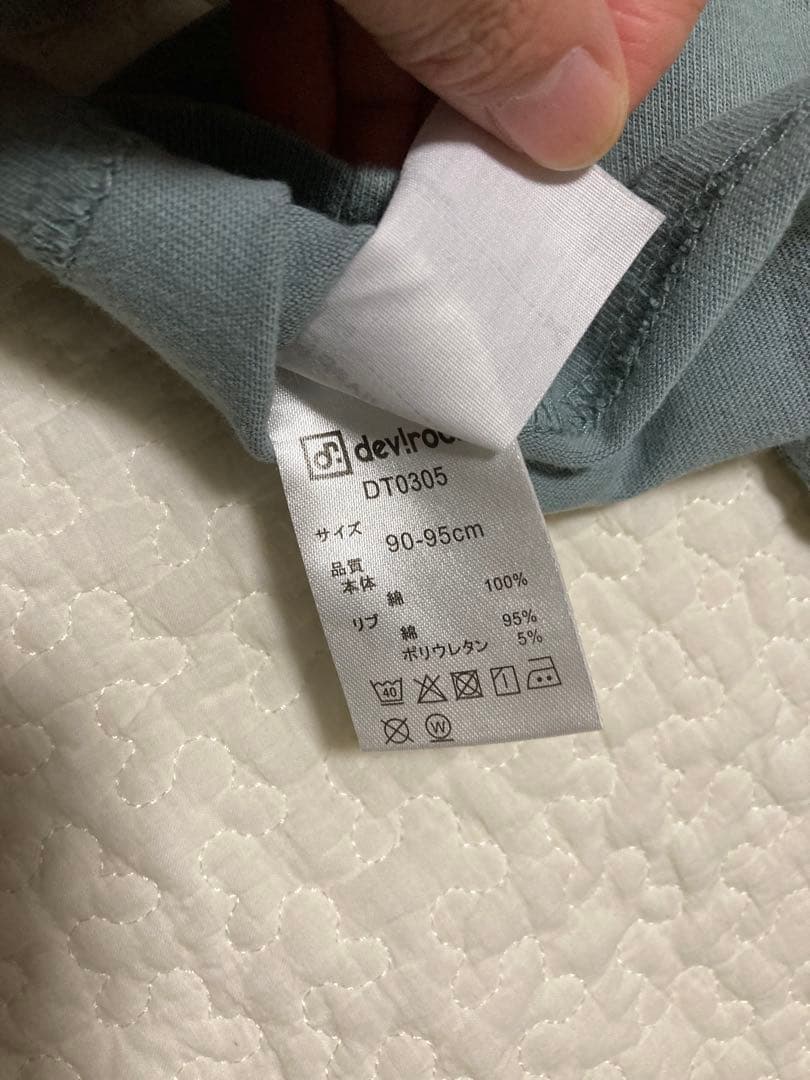 DT0305
サイズ 90-95cm
品質
本体 綿 100%
リブ 綿 95%
ポリウレタン 5%
40
W